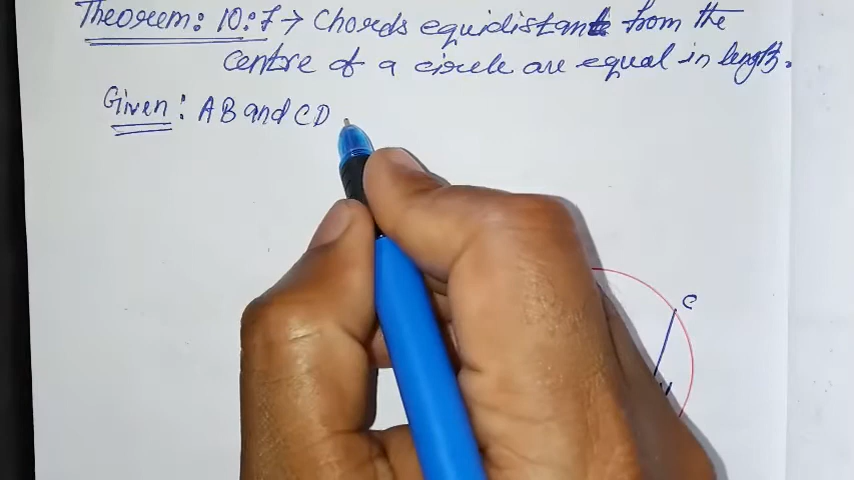 Theorem: 10:7→ Chords equidistant from the
centre of a circle are equal in length.
Given: AB and CD
C